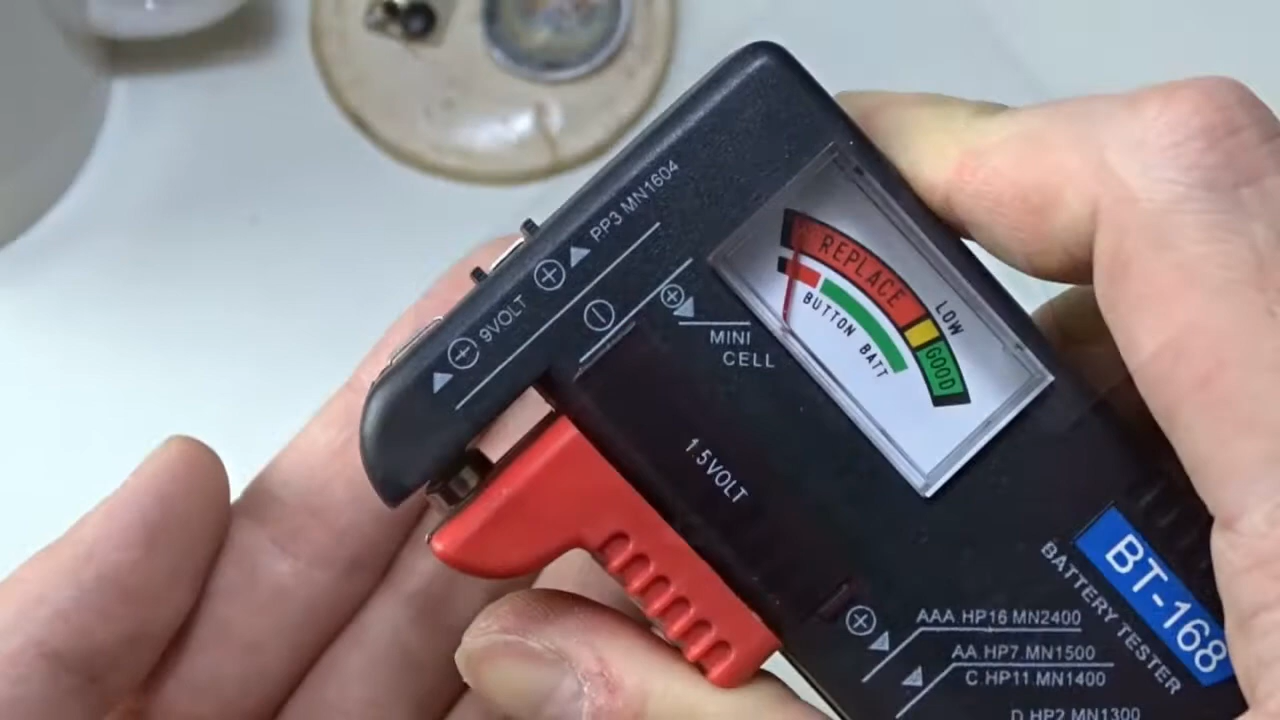 P.P3 MN1604
9VOLT
REPLACE
LOW
GOOD
BUTTON BATT
MINI
CELL
1.5VOLT
BT-168
BATTERY TESTER
AAA.HP16.MN2400
AA.HP7.MN1500
C.HP11.MN1400
D.HP2.MN1300